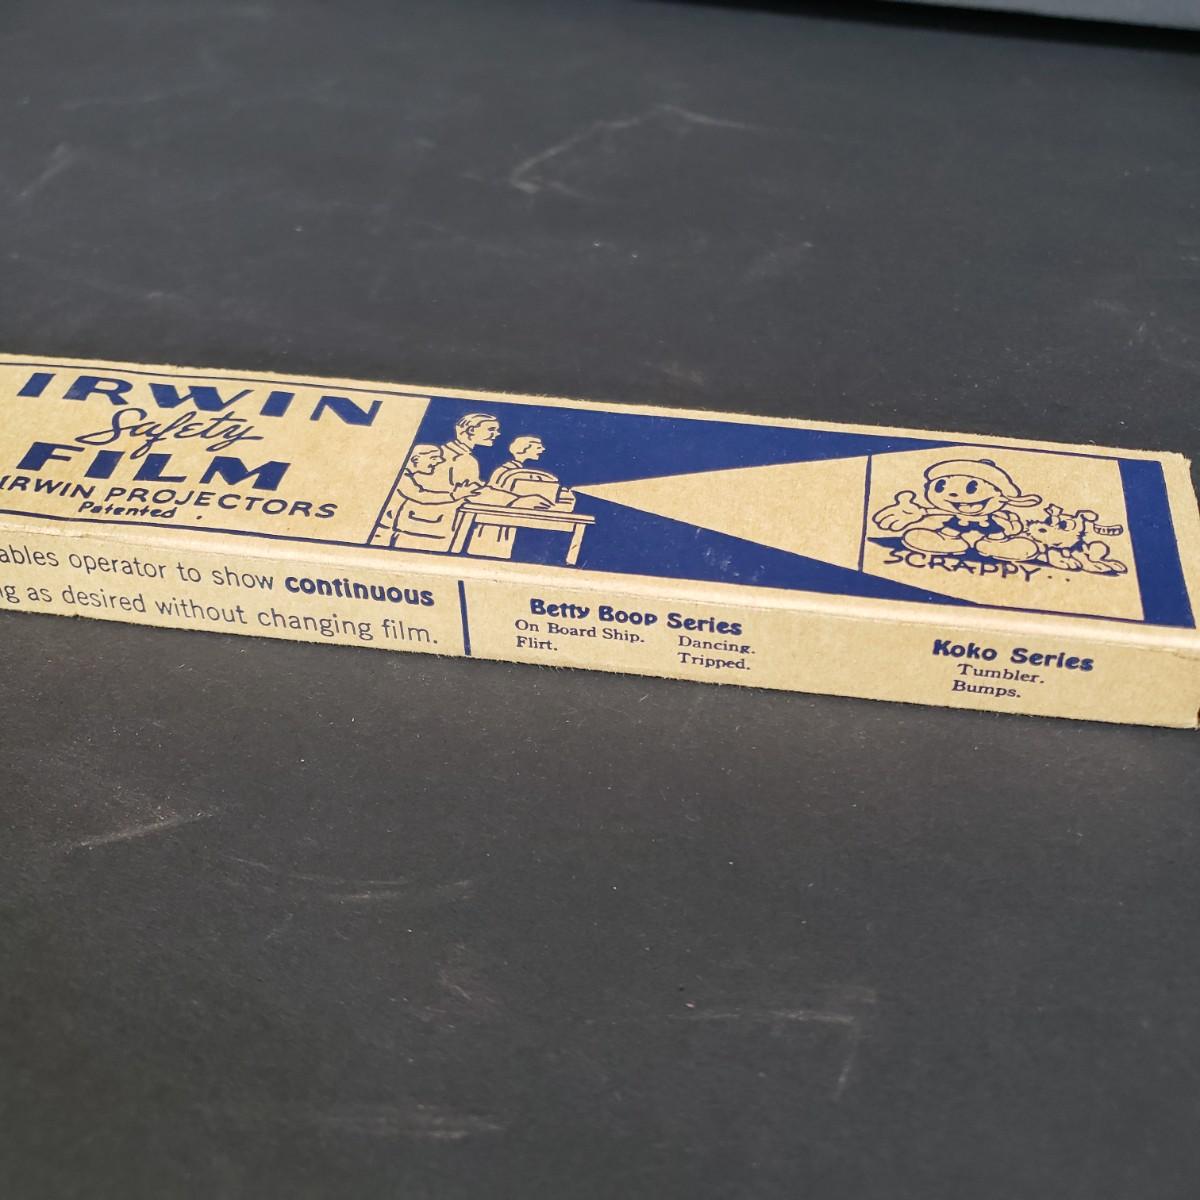 IRWIN
Safety
FILM
IRWIN PROJECTORS
Patented.
SCRAPPY..
ables operator to show continuous
ng as desired without changing film.
Betty Boop Series
On Board Ship. Dancing.
Flirt. Tripped.
Koko Series
Tumbler.
Bumps.